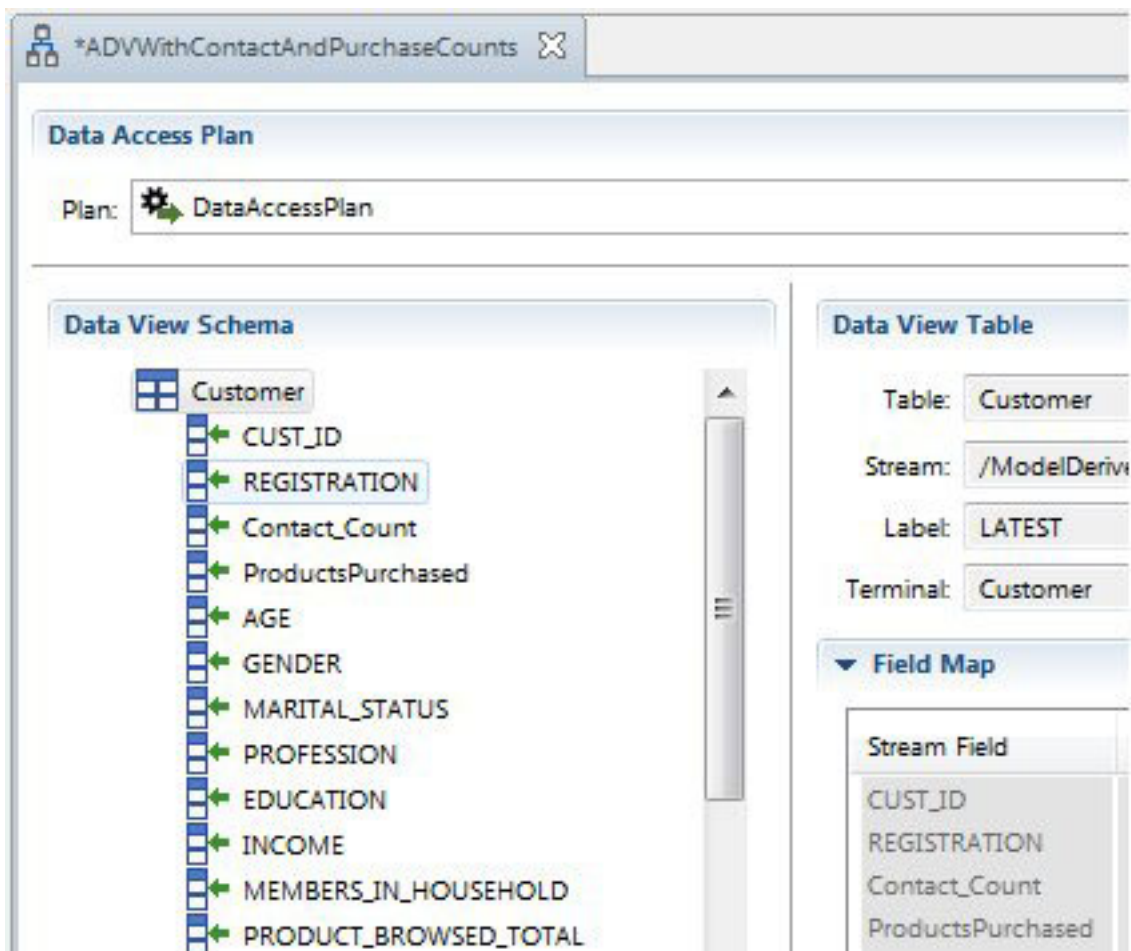 *ADVWithContactAndPurchaseCounts
Data Access Plan
Plan: DataAccessPlan
Data View Schema
Customer
CUST_ID
REGISTRATION
Contact_Count
ProductsPurchased
AGE
GENDER
MARITAL_STATUS
PROFESSION
EDUCATION
INCOME
MEMBERS_IN_HOUSEHOLD
PRODUCT_BROWSED_TOTAL
Data View Table
Table: Customer
Stream: /ModelDerive
Label: LATEST
Terminal: Customer
Field Map
Stream Field
CUST_ID
REGISTRATION
Contact_Count
ProductsPurchased